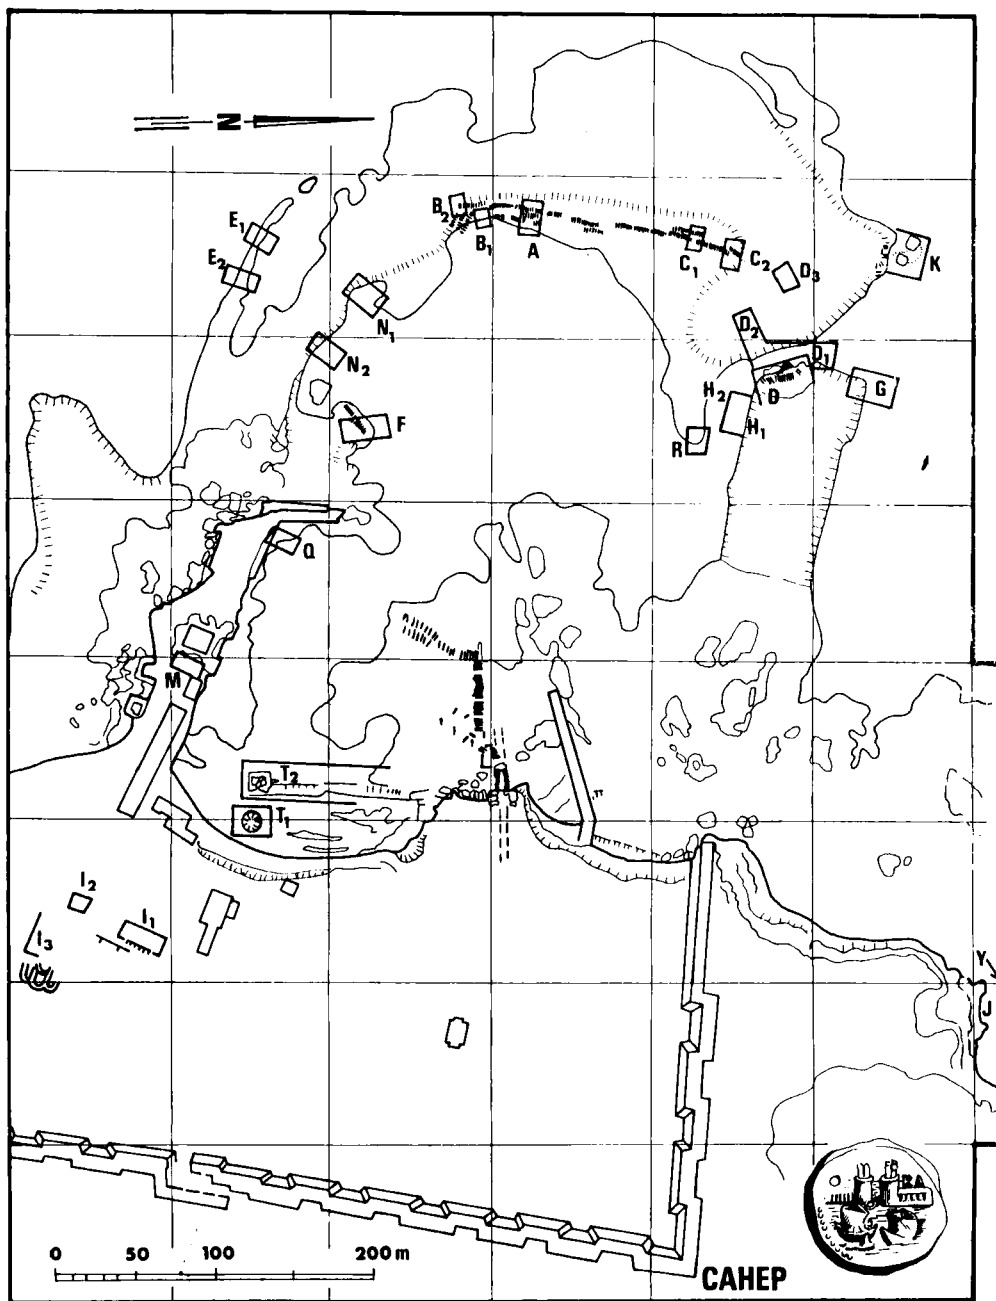 N
E₁
E₂
B₂
B₁
A
C₁
C₂
D₃
K
N₁
N₂
D₂
D₁
D
G
H₂
H₁
F
R
Q
M
T₂
T₁
I₂
I₁
I₃
Y
J
0 50 100 200 m
CAHEP